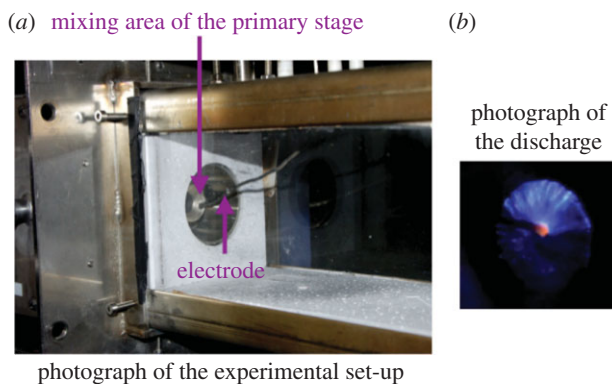 (a) mixing area of the primary stage
(b)
photograph of
the discharge
electrode
photograph of the experimental set-up